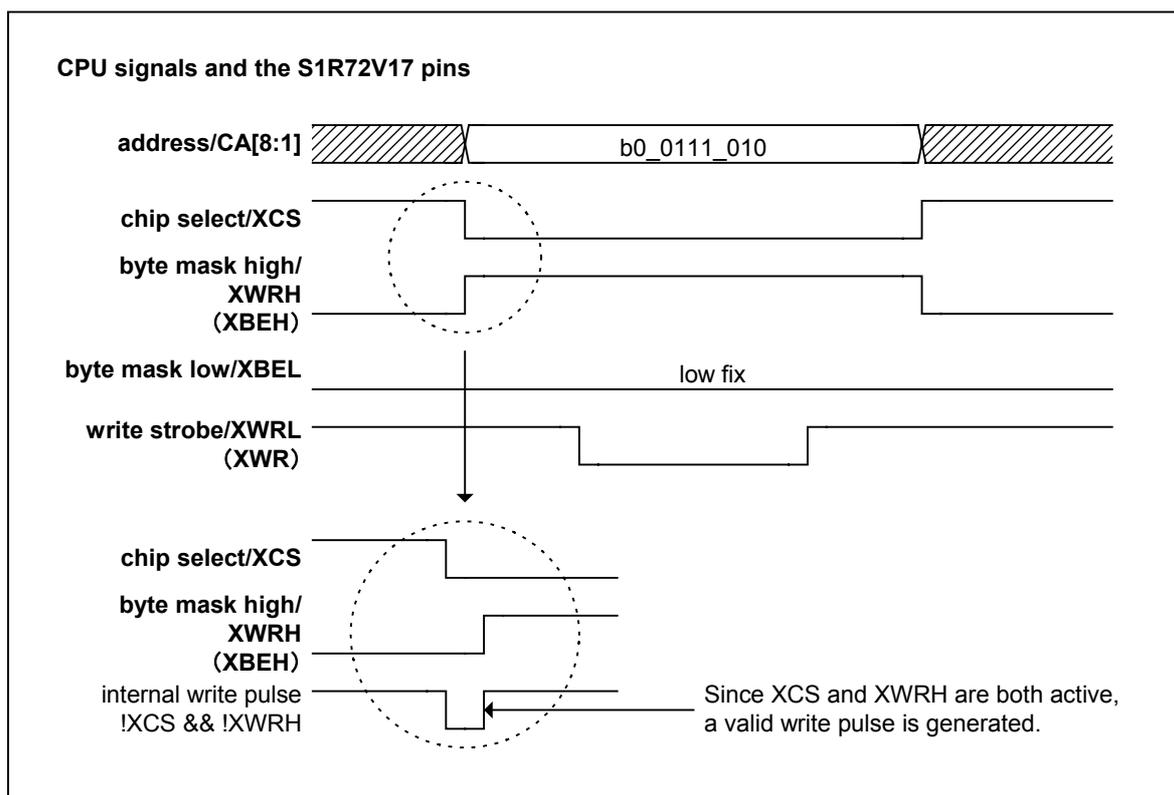 CPU signals and the S1R72V17 pins
address/CA[8:1]
b0_0111_010
chip select/XCS
byte mask high/
XWRH
（XBEH）
byte mask low/XBEL
low fix
write strobe/XWRL
（XWR）
chip select/XCS
byte mask high/
XWRH
（XBEH）
internal write pulse
!XCS && !XWRH
Since XCS and XWRH are both active,
a valid write pulse is generated.